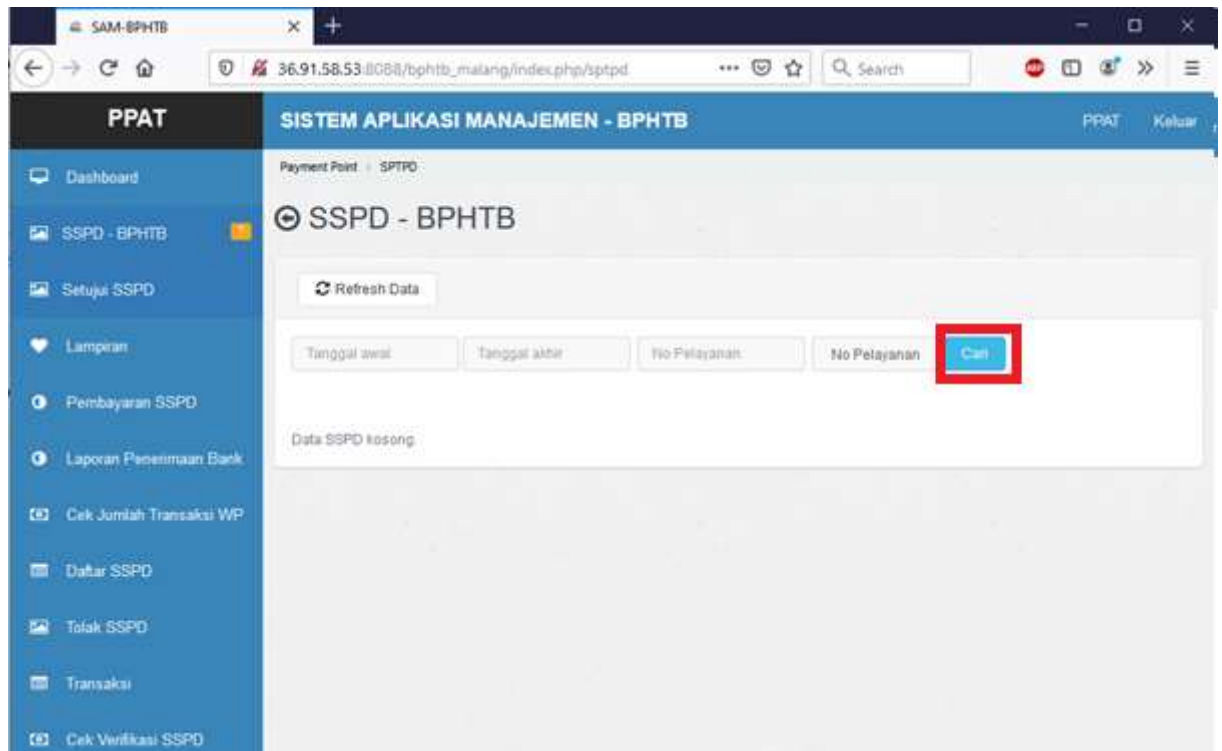 SAM-BPHTB
36.91.58.53:8088/bphtb_malang/index.php/sptpd
Search
PPAT
SISTEM APLIKASI MANAJEMEN - BPHTB
PPAT
Keluar
Dashboard
SSPD - BPHTB
Setujui SSPD
Lampiran
Pembayaran SSPD
Laporan Penerimaan Bank
Cek Jumlah Transaksi WP
Daftar SSPD
Tolak SSPD
Transaksi
Cek Verifikasi SSPD
Payment Point
SPTPD
SSPD - BPHTB
Refresh Data
Tanggal awal
Tanggal akhir
No Pelayanan
No Pelayanan
Cari
Data SSPD kosong.